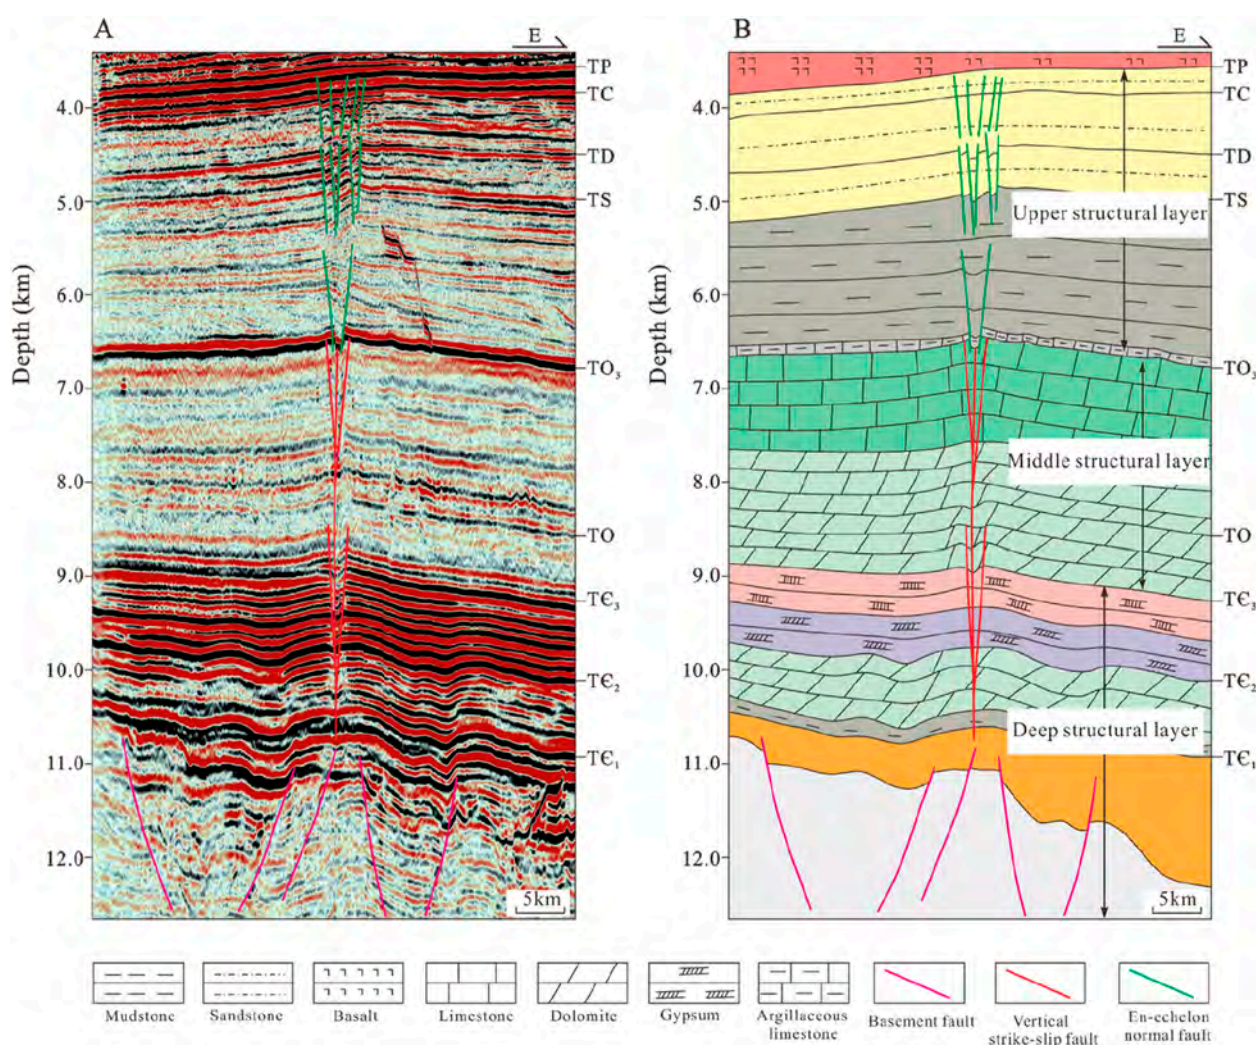 A
B
E
E
TP
TC
TD
TS
TO₃
TO
TЄ₃
TЄ₂
TЄ₁
TP
TC
TD
TS
TO₃
TO
TЄ₃
TЄ₂
TЄ₁
Depth (km)
4.0
5.0
6.0
7.0
8.0
9.0
10.0
11.0
12.0
Depth (km)
4.0
5.0
6.0
7.0
8.0
9.0
10.0
11.0
12.0
Upper structural layer
Middle structural layer
Deep structural layer
5km
5km
Mudstone
Sandstone
Basalt
Limestone
Dolomite
Gypsum
Argillaceous
limestone
Basement fault
Vertical
strike-slip fault
En-echelon
normal fault